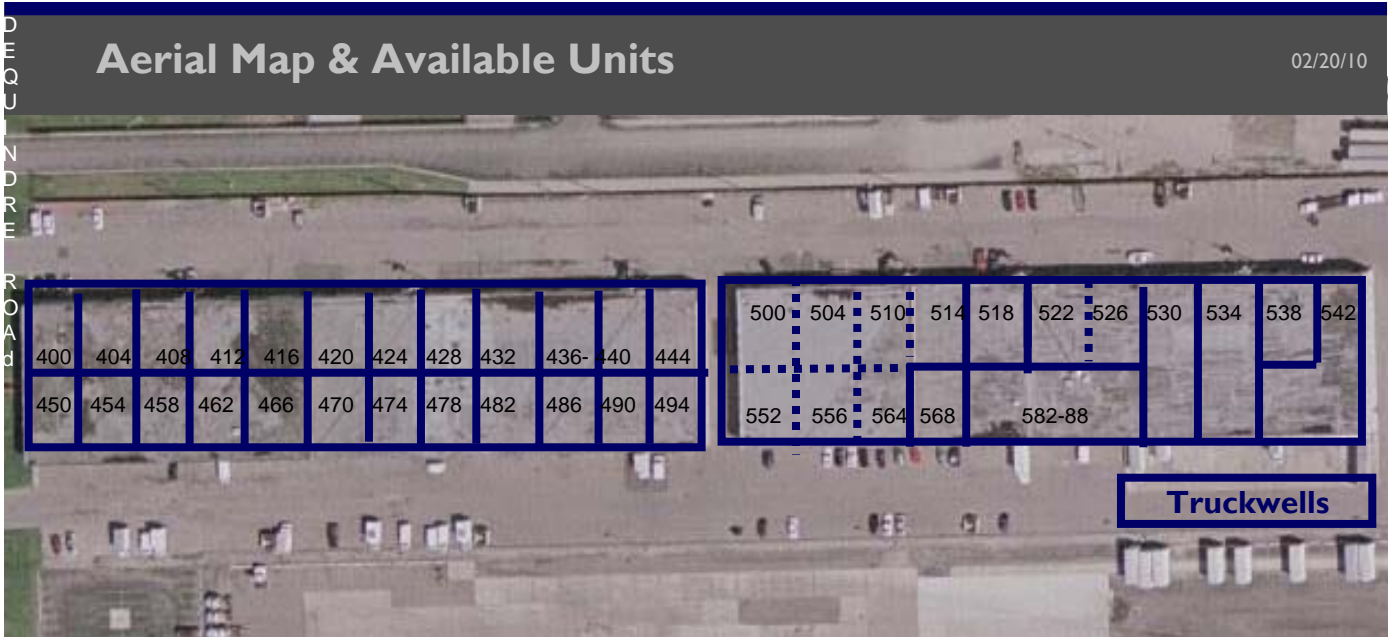 DEQUINDRE ROAd
Aerial Map & Available Units
02/20/10
500 504 510 514 518 522 526 530 534 538 542
400 404 408 412 416 420 424 428 432 436- 440 444
450 454 458 462 466 470 474 478 482 486 490 494
552 556 564 568 582-88
Truckwells